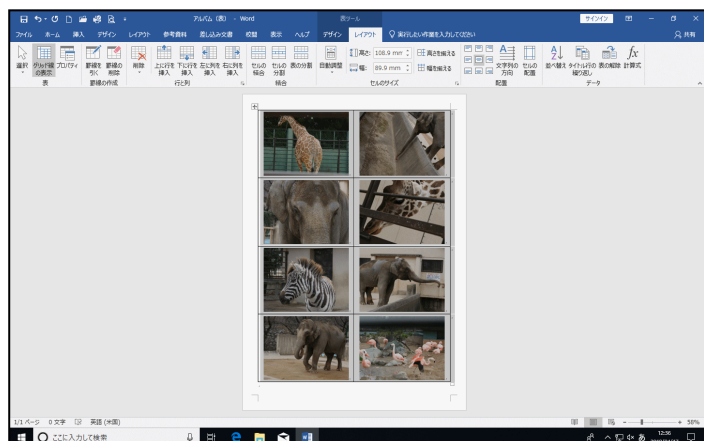 アルバム（表） - Word
表ツール
サインイン
ファイル ホーム 挿入 デザイン レイアウト 参考資料 差し込み文書 校閲 表示 ヘルプ デザイン レイアウト 実行したい作業を入力してください 共有
選択 グリッド線の表示 プロパティ 罫線を引く 罫線の削除 削除 上に行を挿入 下に行を挿入 左に列を挿入 右に列を挿入 セルの結合 セルの分割 表の分割 自動調整
高さ: 108.9 mm 高さを揃える
幅: 89.9 mm 幅を揃える
文字列の方向 セルの配置 並べ替え タイトル行の繰り返し 表の解除 計算式
表 罫線の作成 行と列 結合 セルのサイズ 配置 データ
1/1 ページ 0 文字 英語 (米国) 58%
ここに入力して検索
あ 12:56